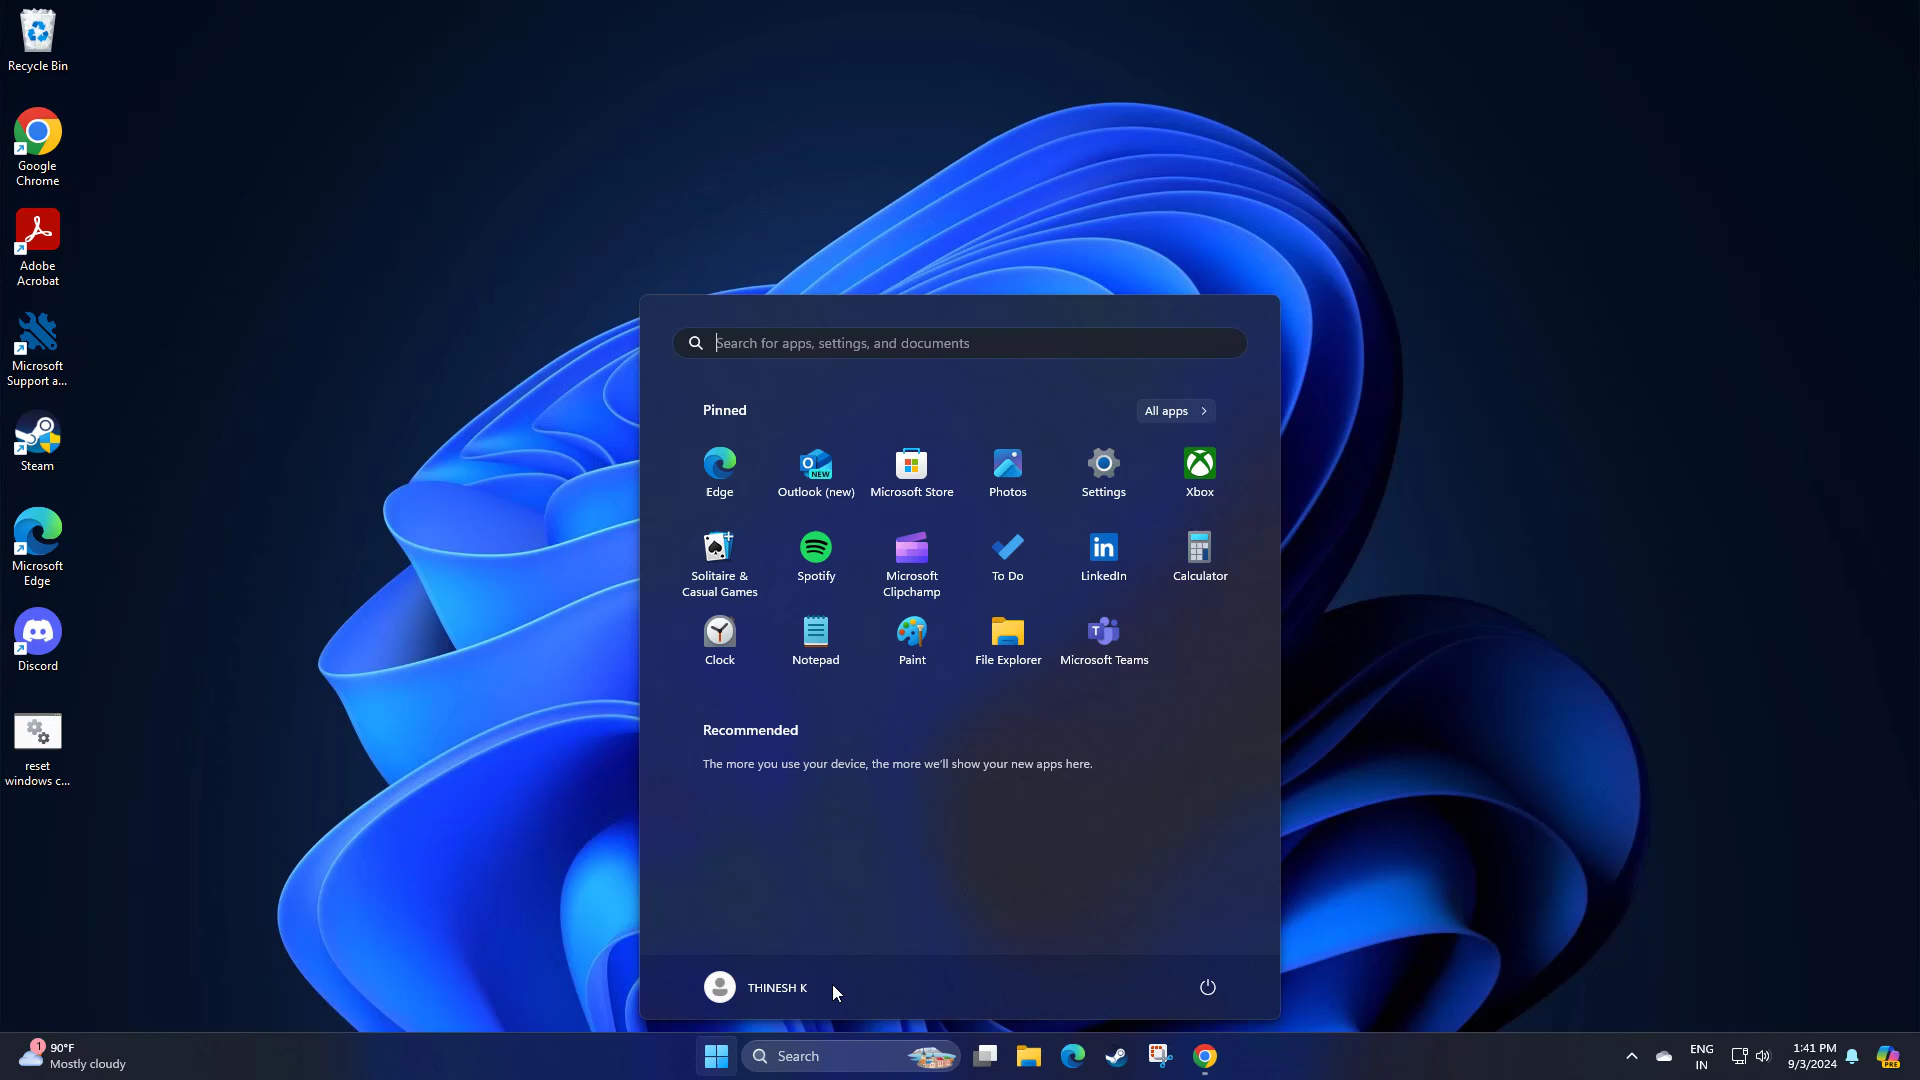 Recycle Bin
Google
Chrome
Adobe
Acrobat
Microsoft
Support a...
Steam
Microsoft
Edge
Discord
reset
windows c...
Search for apps, settings, and documents
Pinned
All apps
Edge
Outlook (new)
Microsoft Store
Photos
Settings
Xbox
Solitaire &
Casual Games
Spotify
Microsoft
Clipchamp
To Do
LinkedIn
Calculator
Clock
Notepad
Paint
File Explorer
Microsoft Teams
Recommended
The more you use your device, the more we'll show your new apps here.
THINESH K
1
90°F
Mostly cloudy
Search
ENG
IN
1:41 PM
9/3/2024
PRE